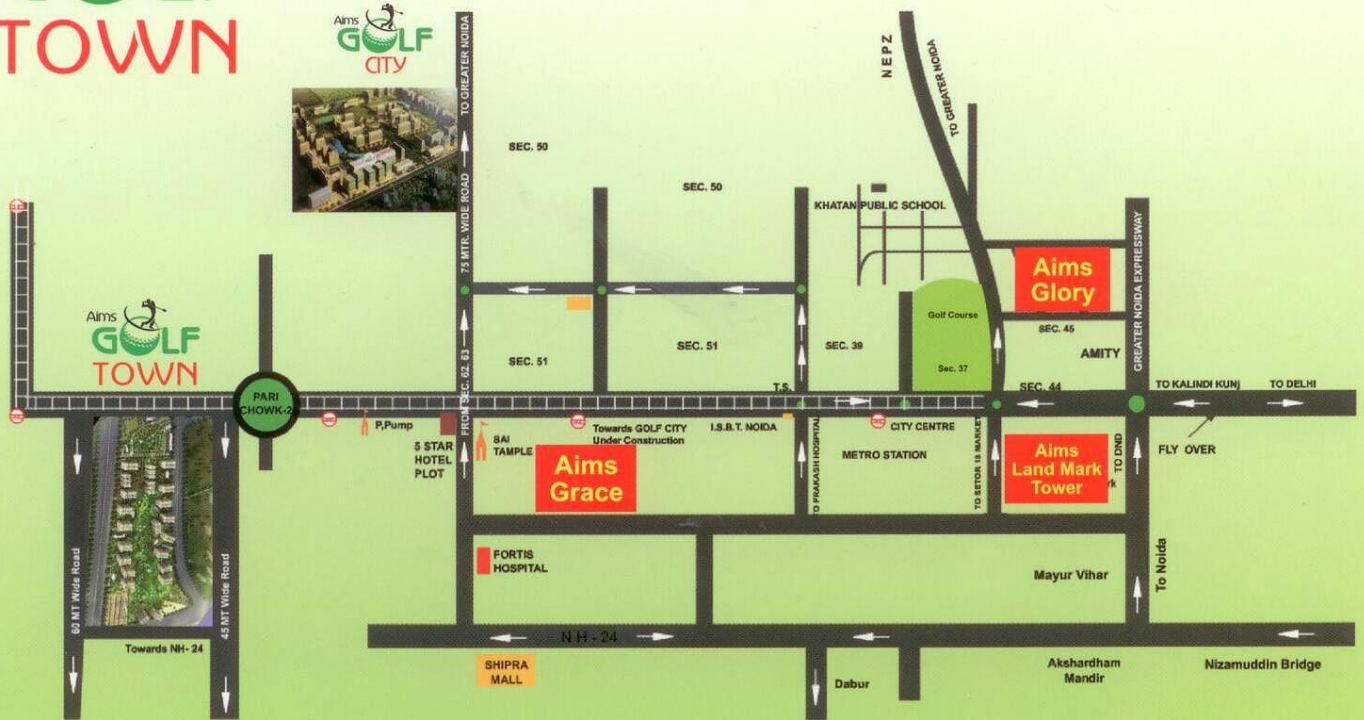 GOLF
TOWN
Aims
GOLF
CITY
TO GREATER NOIDA
75 MTR. WIDE ROAD
FROM SEC. 62, 63
SEC. 50
SEC. 50
NEPZ
TO GREATER NOIDA
KHATAN PUBLIC SCHOOL
GREATER NOIDA EXPRESSWAY
Aims
Glory
Golf Course
Sec. 37
SEC. 45
AMITY
SEC. 44
Aims
GOLF
TOWN
SEC. 51
SEC. 51
SEC. 39
T.S.
TO KALINDI KUNJ
TO DELHI
PARI
CHOWK-2
P,Pump
5 STAR
HOTEL
PLOT
SAI
TAMPLE
Towards GOLF CITY
Under Construction
I.S.B.T. NOIDA
CITY CENTRE
METRO STATION
TO PRAKASH HOSPITAL
TO SETOR 18 MARKET
Aims
Grace
Aims
Land Mark
Tower
rk
TO DND
FLY OVER
FORTIS
HOSPITAL
60 MT Wide Road
45 MT Wide Road
Towards NH- 24
Mayur Vihar
To Noida
N H - 24
SHIPRA
MALL
Dabur
Akshardham
Mandir
Nizamuddin Bridge